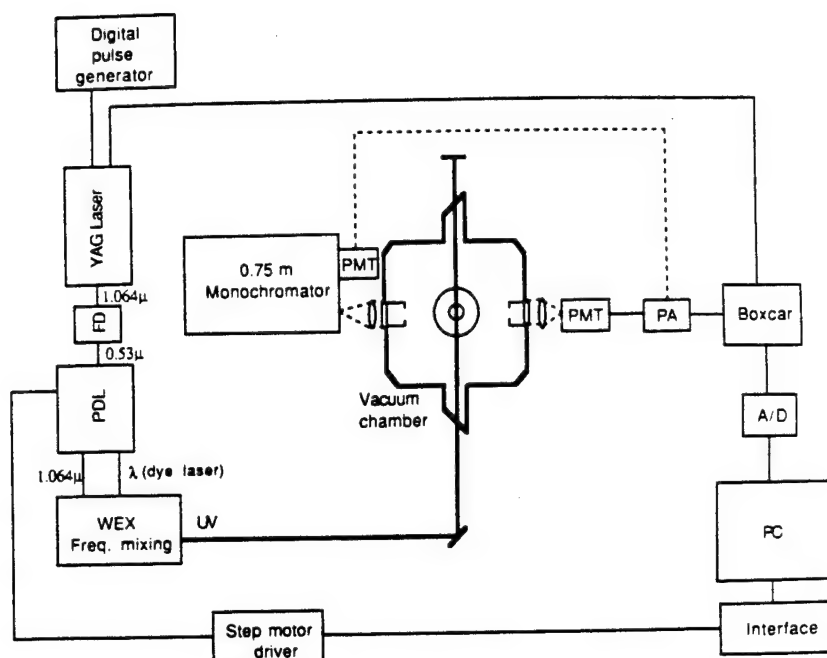 Digital
pulse
generator
YAG Laser
1.064μ
FD
0.53μ
PDL
1.064μ
λ (dye laser)
WEX
Freq. mixing
UV
0.75 m
Monochromator
PMT
Vacuum
chamber
PMT
PA
Boxcar
A/D
PC
Interface
Step motor
driver